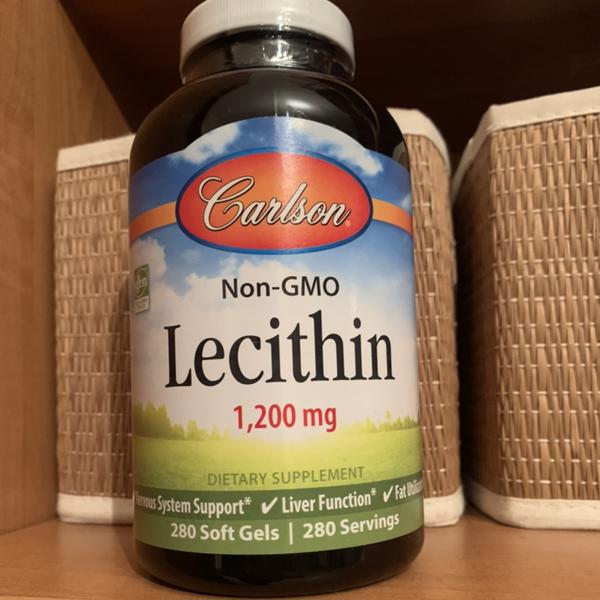 Carlson
Non-GMO
Lecithin
1,200 mg
DIETARY SUPPLEMENT
Nervous System Support* ✓ Liver Function* ✓ Fat
280 Soft Gels | 280 Servings